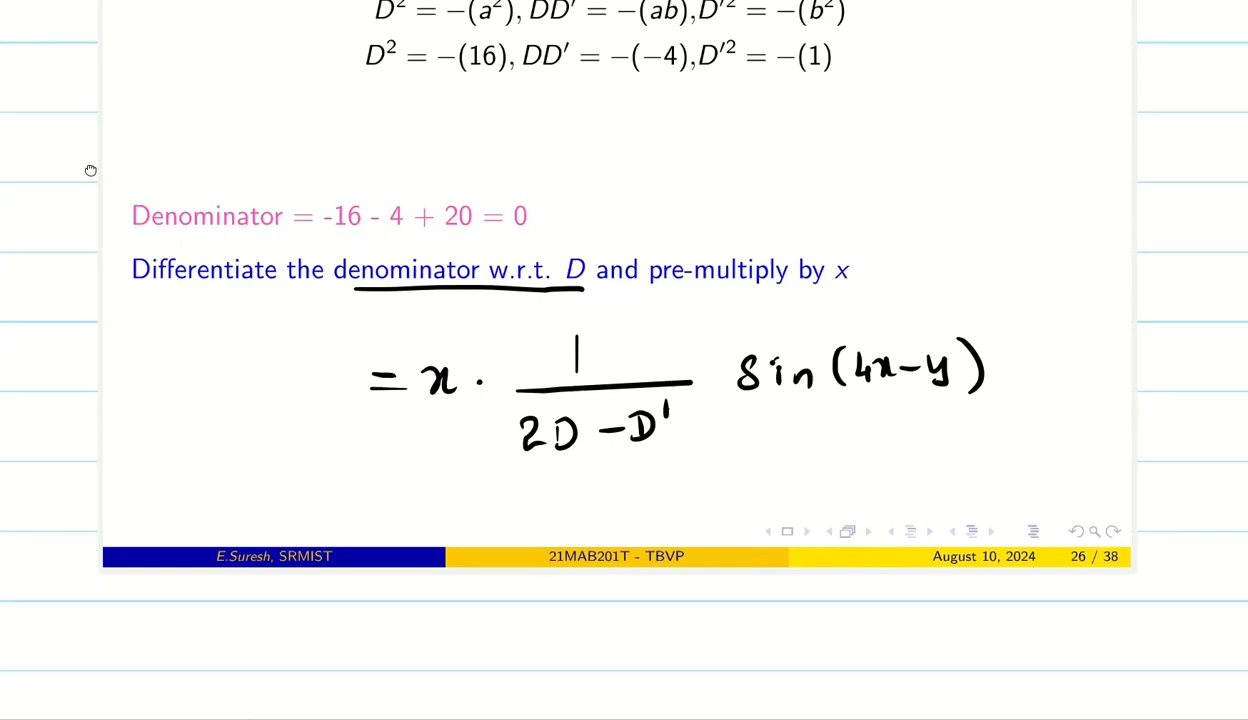 D² = −(a²), DD′ = −(ab), D′² = −(b²)
D² = −(16), DD′ = −(−4), D′² = −(1)
Denominator = -16 - 4 + 20 = 0
Differentiate the denominator w.r.t. D and pre-multiply by x
= x · 1 / (2D − D′) sin(4x−y)
E.Suresh, SRMIST 21MAB201T - TBVP August 10, 2024 26 / 38